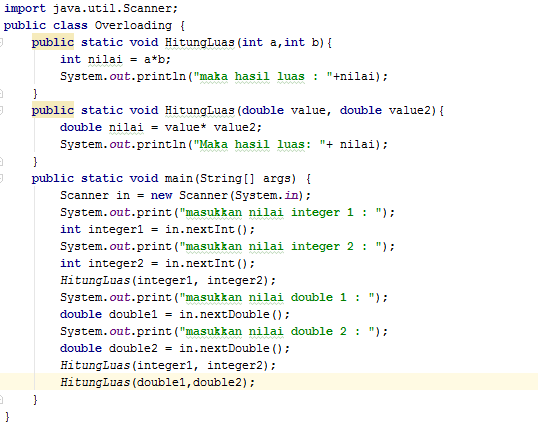 import java.util.Scanner;
public class Overloading {
    public static void HitungLuas(int a,int b){
        int nilai = a*b;
        System.out.println("maka hasil luas : "+nilai);
    }
    public static void HitungLuas(double value, double value2){
        double nilai = value* value2;
        System.out.println("Maka hasil luas: "+ nilai);
    }
    public static void main(String[] args) {
        Scanner in = new Scanner(System.in);
        System.out.print("masukkan nilai integer 1 : ");
        int integer1 = in.nextInt();
        System.out.print("masukkan nilai integer 2 : ");
        int integer2 = in.nextInt();
        HitungLuas(integer1, integer2);
        System.out.print("masukkan nilai double 1 : ");
        double double1 = in.nextDouble();
        System.out.print("masukkan nilai double 2 : ");
        double double2 = in.nextDouble();
        HitungLuas(integer1, integer2);
        HitungLuas(double1,double2);
    }
}